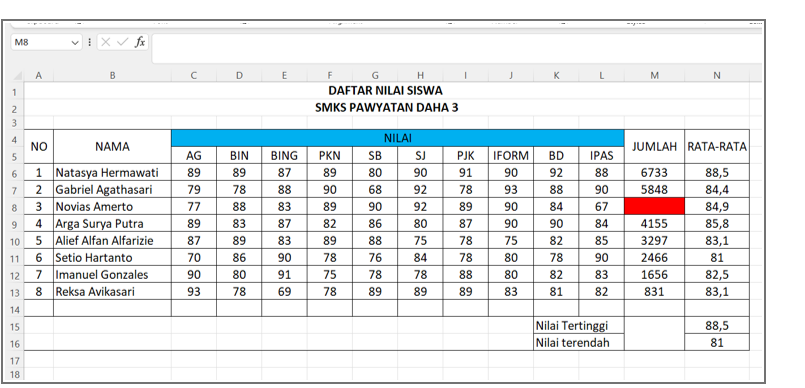 M8 fx
A B C D E F G H I J K L M N
1 DAFTAR NILAI SISWA
2 SMKS PAWYATAN DAHA 3
3
4 NO NAMA NILAI JUMLAH RATA-RATA
5 AG BIN BING PKN SB SJ PJK IFORM BD IPAS
6 1 Natasya Hermawati 89 89 87 89 80 90 91 90 92 88 6733 88,5
7 2 Gabriel Agathasari 79 78 88 90 68 92 78 93 88 90 5848 84,4
8 3 Novias Amerto 77 88 83 89 90 92 89 90 84 67 84,9
9 4 Arga Surya Putra 89 83 87 82 86 80 87 90 90 84 4155 85,8
10 5 Alief Alfan Alfarizie 87 89 83 89 88 75 78 75 82 85 3297 83,1
11 6 Setio Hartanto 70 86 90 78 76 84 78 80 78 90 2466 81
12 7 Imanuel Gonzales 90 80 91 75 78 78 88 80 82 83 1656 82,5
13 8 Reksa Avikasari 93 78 69 78 89 89 89 83 81 82 831 83,1
14
15 Nilai Tertinggi 88,5
16 Nilai terendah 81
17
18